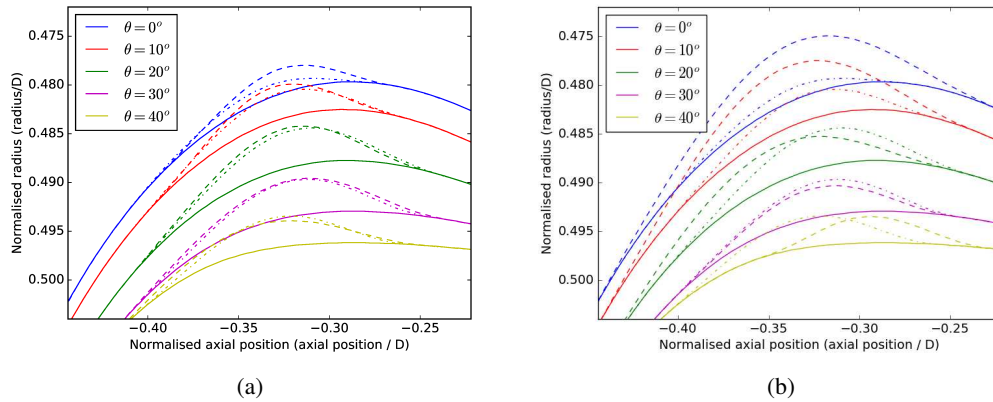 θ = 0°
θ = 10°
θ = 20°
θ = 30°
θ = 40°
0.475
0.480
0.485
0.490
0.495
0.500
Normalised radius (radius/D)
−0.40
−0.35
−0.30
−0.25
Normalised axial position (axial position / D)
(a)
θ = 0°
θ = 10°
θ = 20°
θ = 30°
θ = 40°
0.475
0.480
0.485
0.490
0.495
0.500
Normalised radius (radius/D)
−0.40
−0.35
−0.30
−0.25
Normalised axial position (axial position / D)
(b)